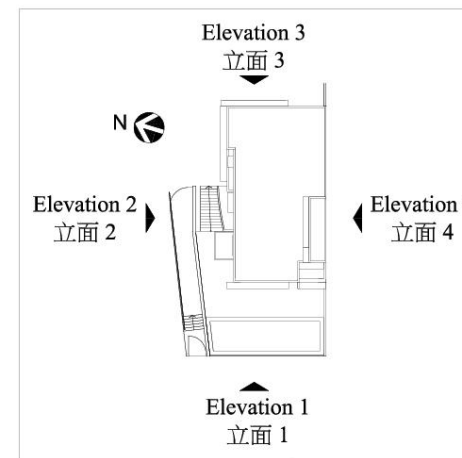 Elevation 3
立面 3
N
Elevation 2
立面 2
Elevation
立面 4
Elevation 1
立面 1